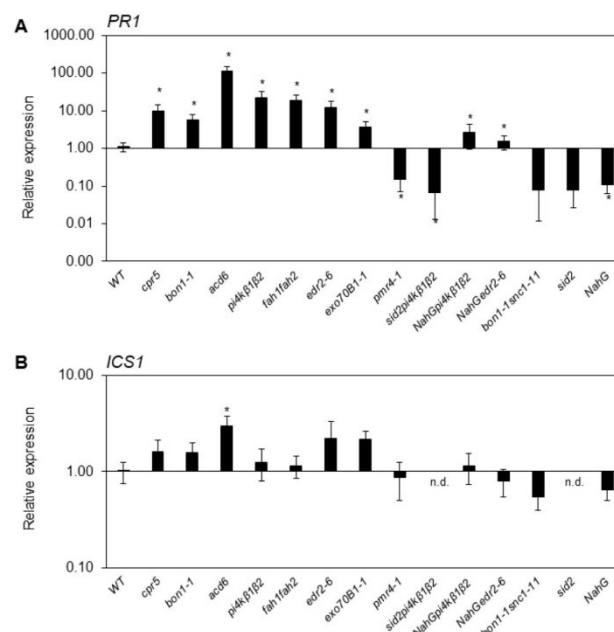 A
PR1
Relative expression
1000.00
100.00
10.00
1.00
0.10
0.01
0.00
*
*
*
*
*
*
*
*
*
*
*
*
WT
cpr5
bon1-1
acd6
pi4kβ1β2
fah1fah2
edr2-6
exo70B1-1
pmr4-1
sid2pi4kβ1β2
NahGpi4kβ1β2
NahGedr2-6
bon1-1snc1-11
sid2
NahG
B
ICS1
Relative expression
10.00
1.00
0.10
*
n.d.
n.d.
WT
cpr5
bon1-1
acd6
pi4kβ1β2
fah1fah2
edr2-6
exo70B1-1
pmr4-1
sid2pi4kβ1β2
NahGpi4kβ1β2
NahGedr2-6
bon1-1snc1-11
sid2
NahG